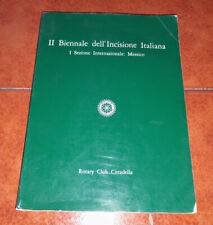 II Biennale dell'Incisione Italiana
I Sezione Internazionale: Messico
Rotary Club Cittadella